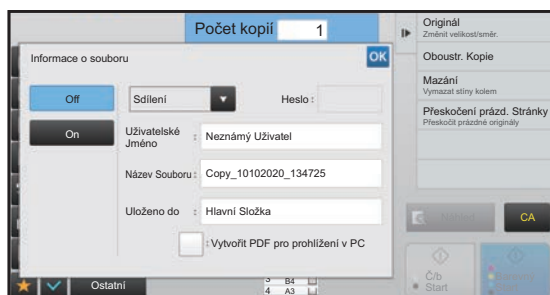 Počet kopií 1
Informace o souboru
OK
Off
On
Sdílení
Heslo :
Uživatelské Jméno : Neznámý Uživatel
Název Souboru : Copy_10102020_134725
Uloženo do : Hlavní Složka
: Vytvořit PDF pro prohlížení v PC
Originál
Změnit velikost/směr.
Oboustr. Kopie
Mazání
Vymazat stíny kolem
Přeskočení prázd. Stránky
Přeskočit prázdné originály
CA
Č/b
Start
Ostatní
B4
4 A3